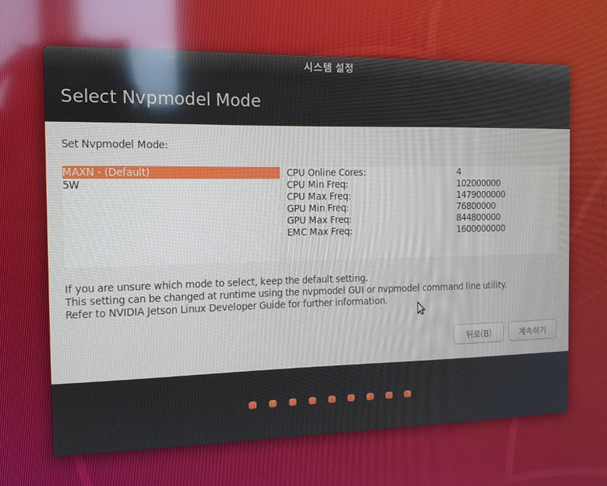 시스템 설정
Select Nvpmodel Mode
Set Nvpmodel Mode:
MAXN - (Default)
5W
CPU Online Cores: 4
CPU Min Freq: 102000000
CPU Max Freq: 1479000000
GPU Min Freq: 76800000
GPU Max Freq: 844800000
EMC Max Freq: 1600000000
If you are unsure which mode to select, keep the default setting.
This setting can be changed at runtime using the nvpmodel GUI or nvpmodel command line utility.
Refer to NVIDIA Jetson Linux Developer Guide for further information.
뒤로(B) 계속하기